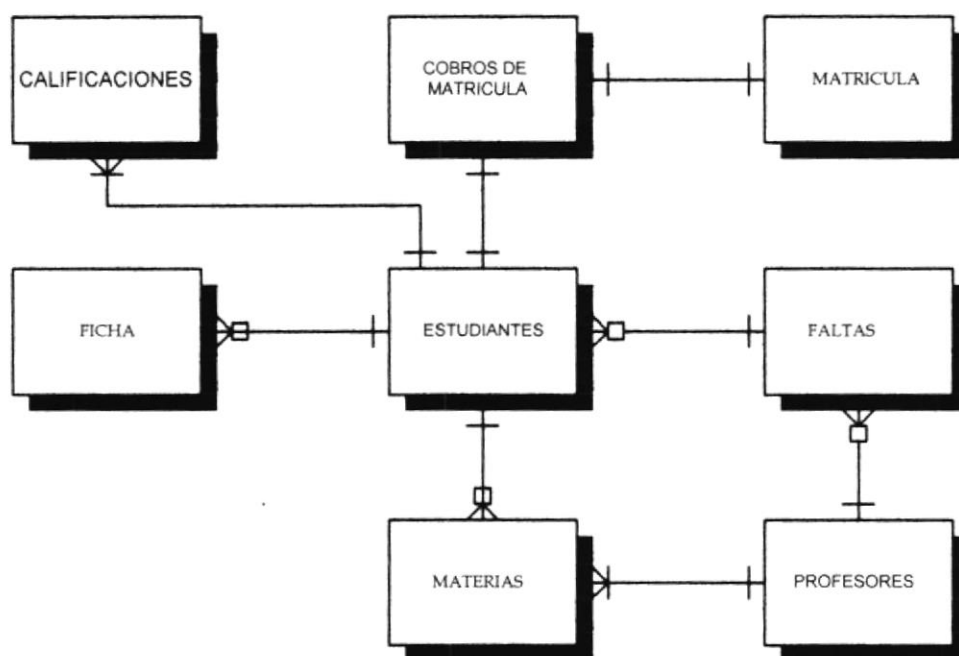 CALIFICACIONES
COBROS DE
MATRICULA
MATRICULA
FICHA
ESTUDIANTES
FALTAS
MATERIAS
PROFESORES